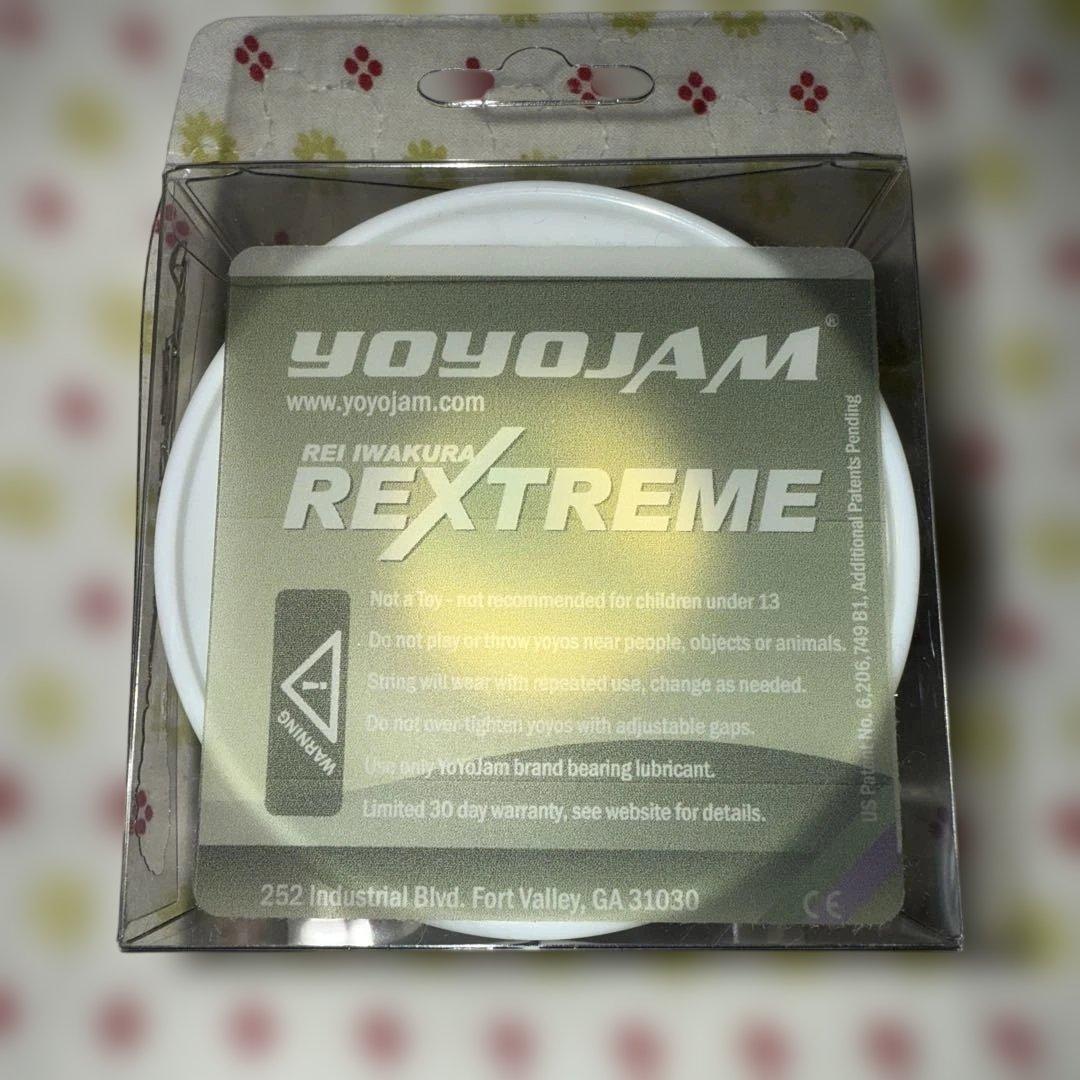 YOYOJAM®
www.yoyojam.com
REI IWAKURA
REXTREME
Not a Toy - not recommended for children under 13
Do not play or throw yoyos near people, objects or animals.
String will wear with repeated use, change as needed.
Do not over-tighten yoyos with adjustable gaps.
Use only YoYoJam brand bearing lubricant.
Limited 30 day warranty, see website for details.
WARNING
252 Industrial Blvd. Fort Valley, GA 31030
CE
US Patent No. 6,206,749 B1, Additional Patents Pending